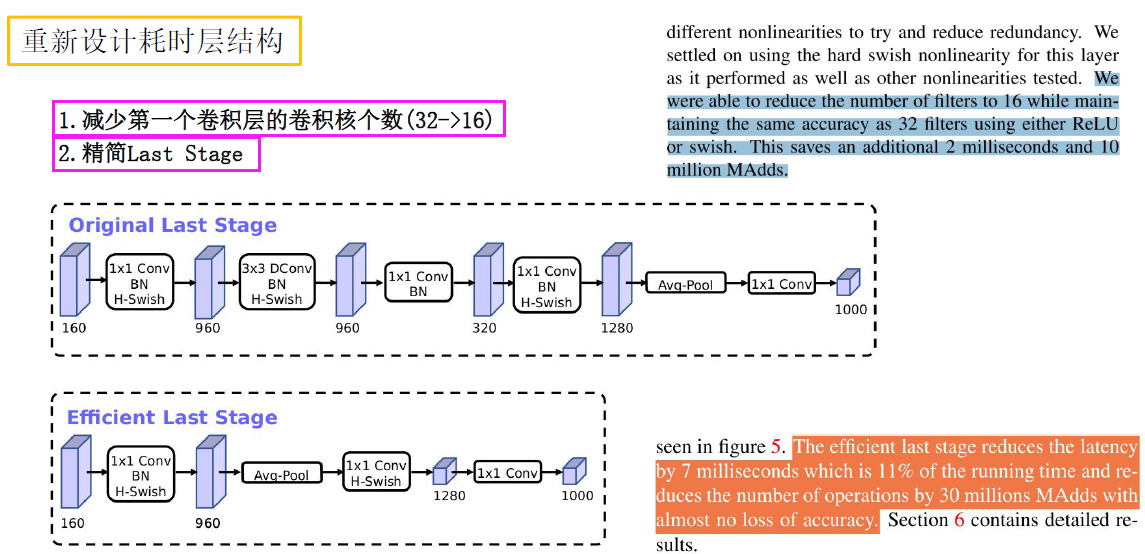 重新设计耗时层结构
1.减少第一个卷积层的卷积核个数(32->16)
2.精简Last Stage
different nonlinearities to try and reduce redundancy. We
settled on using the hard swish nonlinearity for this layer
as it performed as well as other nonlinearities tested. We
were able to reduce the number of filters to 16 while main-
taining the same accuracy as 32 filters using either ReLU
or swish. This saves an additional 2 milliseconds and 10
million MAdds.
Original Last Stage
1x1 Conv
BN
H-Swish
3x3 DConv
BN
H-Swish
1x1 Conv
BN
1x1 Conv
BN
H-Swish
Avg-Pool
1x1 Conv
160
960
960
320
1280
1000
Efficient Last Stage
1x1 Conv
BN
H-Swish
Avg-Pool
1x1 Conv
H-Swish
1x1 Conv
160
960
1280
1000
seen in figure 5. The efficient last stage reduces the latency
by 7 milliseconds which is 11% of the running time and re-
duces the number of operations by 30 millions MAdds with
almost no loss of accuracy. Section 6 contains detailed re-
sults.